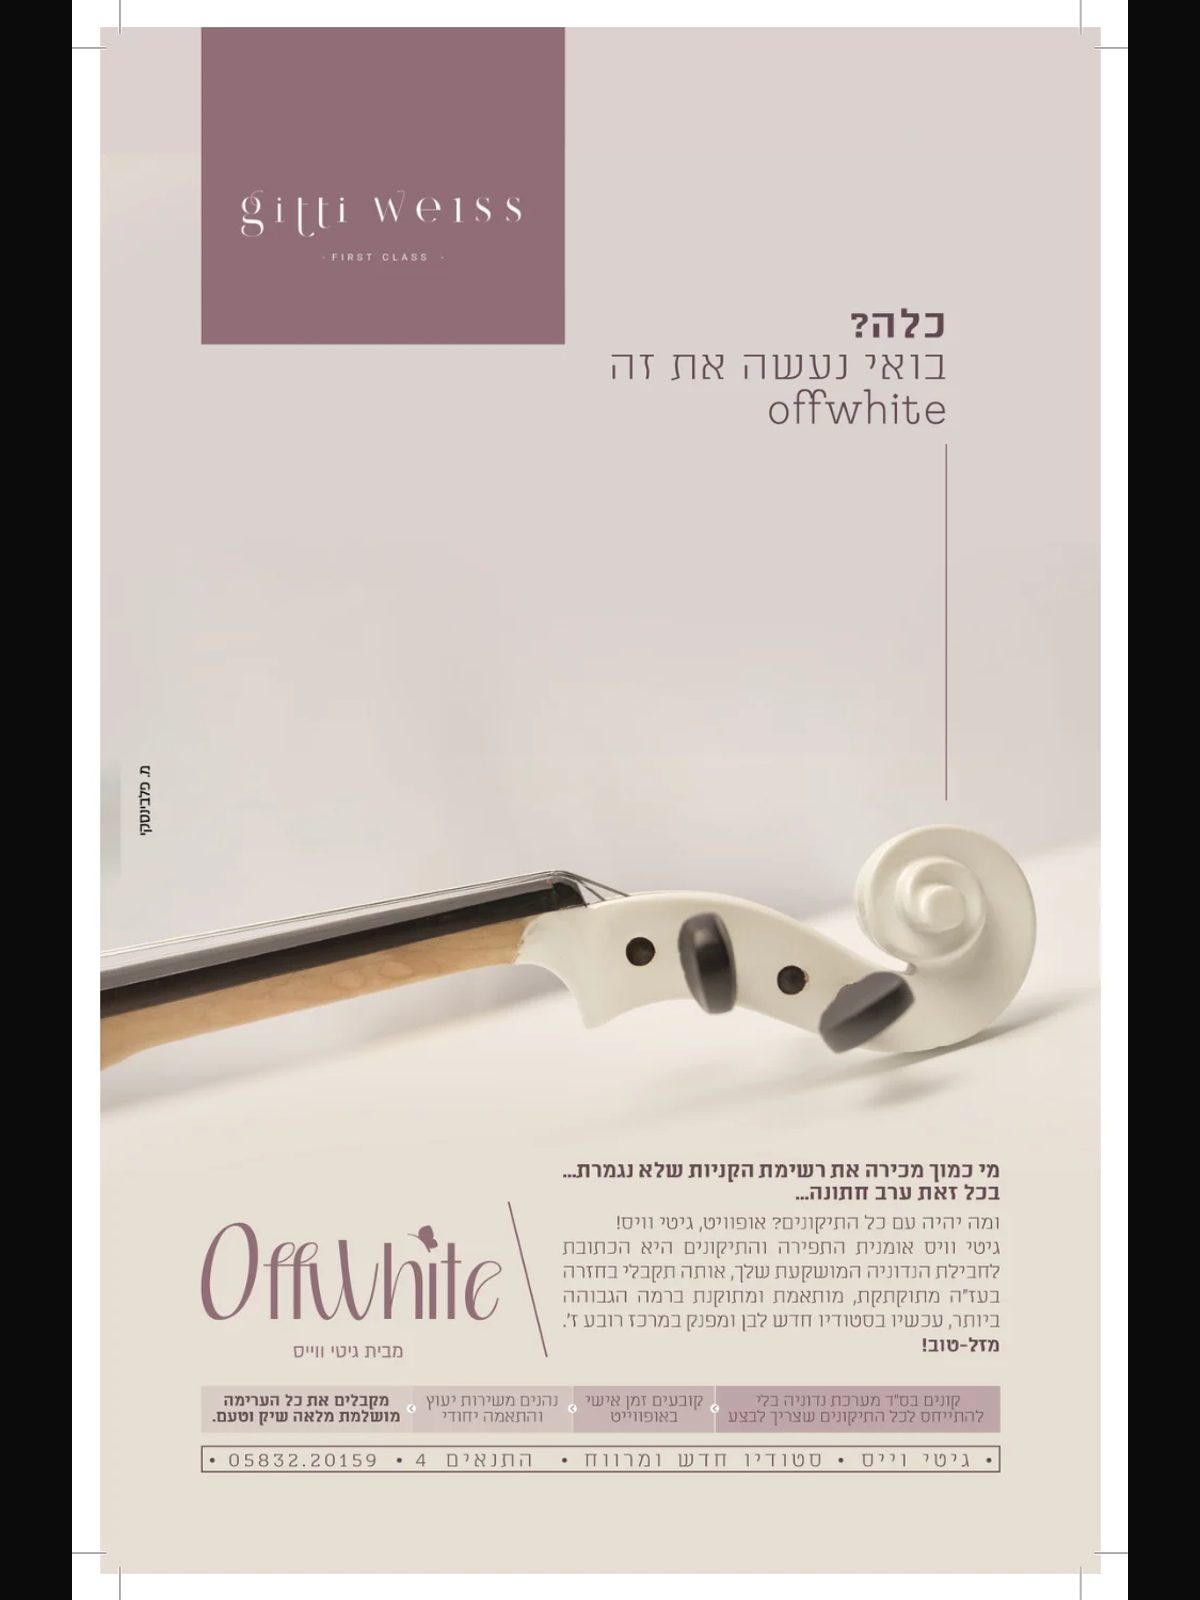 gitti weiss
· FIRST CLASS ·
כלה?
בואי נעשה את זה
offwhite
מ. פלבינסקי
מי כמוך מכירה את רשימת הקניות שלא נגמרת...
בכל זאת ערב חתונה...
ומה יהיה עם כל התיקונים? אופוויט, גיטי וויס!
גיטי וויס אומנית התפירה והתיקונים היא הכתובת
לחבילת הנדוניה המושקעת שלך, אותה תקבלי בחזרה
בעז"ה מתוקתקת, מותאמת ומתוקנת ברמה הגבוהה
ביותר, עכשיו בסטודיו חדש לבן ומפנק במרכז רובע ז'.
מזל-טוב!
OffWhite
מבית גיטי ווייס
קונים בס"ד מערכת נדוניה בלי
להתייחס לכל התיקונים שצריך לבצע
קובעים זמן אישי
באופווייט
נהנים משירות יעוץ
והתאמה יחודי
מקבלים את כל הערימה
מושלמת מלאה שיק וטעם.
• גיטי וייס • סטודיו חדש ומרווח • התנאים 4 • 05832.20159 •